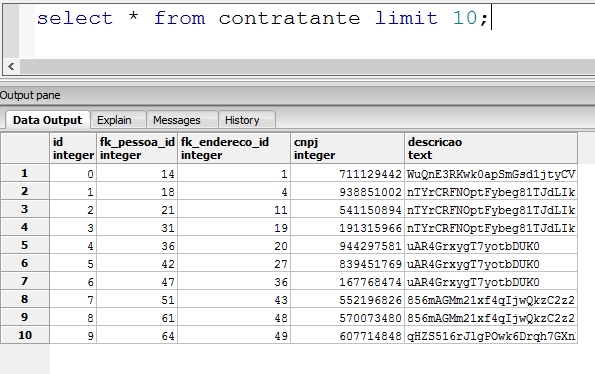 select * from contratante limit 10;
Output pane
Data Output Explain Messages History
id fk_pessoa_id fk_endereco_id cnpj descricao
integer integer integer integer text
1 0 14 1 711129442 WuQnE3RKwk0apSmGsd1jtyCV
2 1 18 4 938851002 nTYrCRFNOptFybeg81TJdLIk
3 2 21 11 541150894 nTYrCRFNOptFybeg81TJdLIk
4 3 31 19 191315966 nTYrCRFNOptFybeg81TJdLIk
5 4 36 20 944297581 uAR4GrxygT7yotbDUK0
6 5 42 27 839451769 uAR4GrxygT7yotbDUK0
7 6 47 36 167768474 uAR4GrxygT7yotbDUK0
8 7 51 43 552196826 856mAGMm21xf4qIjwQkzC2z2
9 8 61 48 570073480 856mAGMm21xf4qIjwQkzC2z2
10 9 64 49 607714848 qHZS516rJlgPOwk6Drqh7GXn